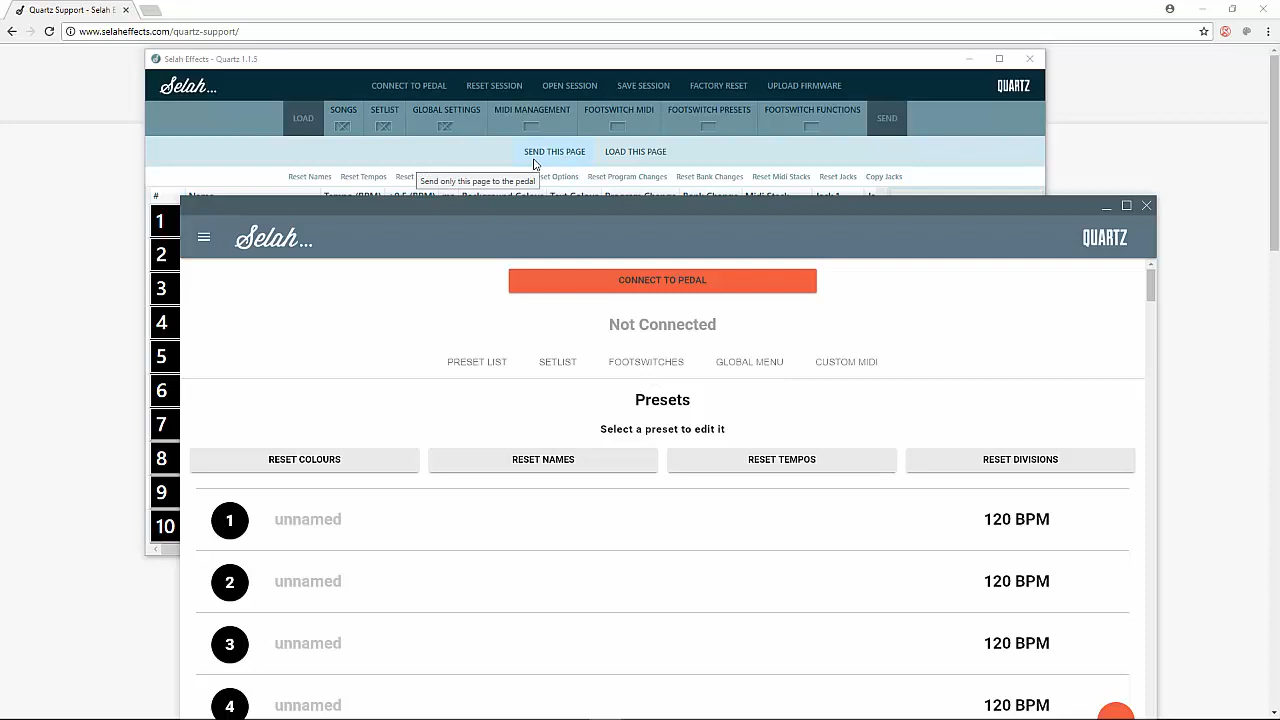 Quartz Support - Selah E
www.selaheffects.com/quartz-support/
Selah Effects - Quartz 1.1.5
Selah...
CONNECT TO PEDAL RESET SESSION OPEN SESSION SAVE SESSION FACTORY RESET UPLOAD FIRMWARE
QUARTZ
LOAD SONGS SETLIST GLOBAL SETTINGS MIDI MANAGEMENT FOOTSWITCH MIDI FOOTSWITCH PRESETS FOOTSWITCH FUNCTIONS SEND
SEND THIS PAGE LOAD THIS PAGE
Reset Names Reset Tempos Reset set Options Reset Program Changes Reset Bank Changes Reset Midi Stacks Reset Jacks Copy Jacks
Send only this page to the pedal
#
1
2
3
4
5
6
7
8
9
10
Selah...
QUARTZ
CONNECT TO PEDAL
Not Connected
PRESET LIST SETLIST FOOTSWITCHES GLOBAL MENU CUSTOM MIDI
Presets
Select a preset to edit it
RESET COLOURS RESET NAMES RESET TEMPOS RESET DIVISIONS
1 unnamed 120 BPM
2 unnamed 120 BPM
3 unnamed 120 BPM
4 unnamed 120 BPM